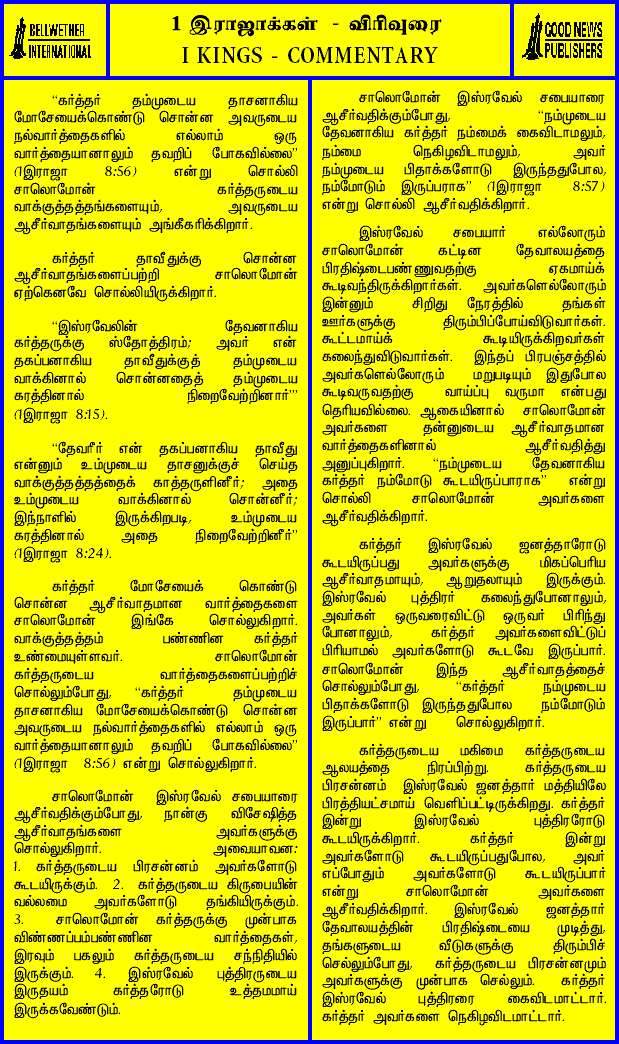 BELLWETHER
INTERNATIONAL
1 இராஜாக்கள் - விரிவுரை
I KINGS - COMMENTARY
GOOD NEWS
PUBLISHERS
“கர்த்தர் தம்முடைய தாசனாகிய
மோசேயைக்கொண்டு சொன்ன அவருடைய
நல்வார்த்தைகளில் எல்லாம் ஒரு
வார்த்தையானாலும் தவறிப் போகவில்லை”
(1இராஜா 8:56) என்று சொல்லி
சாலொமோன் கர்த்தருடைய
வாக்குத்தத்தங்களையும், அவருடைய
ஆசீர்வாதங்களையும் அங்கீகரிக்கிறார்.
கர்த்தர் தாவீதுக்கு சொன்ன
ஆசீர்வாதங்களைப்பற்றி சாலொமோன்
ஏற்கெனவே சொல்லியிருக்கிறார்.
“இஸ்ரவேலின் தேவனாகிய
கர்த்தருக்கு ஸ்தோத்திரம்; அவர் என்
தகப்பனாகிய தாவீதுக்குத் தம்முடைய
வாக்கினால் சொன்னதைத் தம்முடைய
கரத்தினால் நிறைவேற்றினார்’”
(1இராஜா 8:15).
“தேவரீர் என் தகப்பனாகிய தாவீது
என்னும் உம்முடைய தாசனுக்குச் செய்த
வாக்குத்தத்தத்தைக் காத்தருளினீர்; அதை
உம்முடைய வாக்கினால் சொன்னீர்;
இந்நாளில் இருக்கிறபடி, உம்முடைய
கரத்தினால் அதை நிறைவேற்றினீர்”
(1இராஜா 8:24).
கர்த்தர் மோசேயைக் கொண்டு
சொன்ன ஆசீர்வாதமான வார்த்தைகளை
சாலொமோன் இங்கே சொல்லுகிறார்.
வாக்குத்தத்தம் பண்ணின கர்த்தர்
உண்மையுள்ளவர். சாலொமோன்
கர்த்தருடைய வார்த்தைகளைப்பற்றிச்
சொல்லும்போது, “கர்த்தர் தம்முடைய
தாசனாகிய மோசேயைக்கொண்டு சொன்ன
அவருடைய நல்வார்த்தைகளில் எல்லாம் ஒரு
வார்த்தையானாலும் தவறிப் போகவில்லை”
(1இராஜா 8:56) என்று சொல்லுகிறார்.
சாலொமோன் இஸ்ரவேல் சபையாரை
ஆசீர்வதிக்கும்போது, நான்கு விசேஷித்த
ஆசீர்வாதங்களை அவர்களுக்கு
சொல்லுகிறார். அவையாவன:
1. கர்த்தருடைய பிரசன்னம் அவர்களோடு
கூடயிருக்கும். 2. கர்த்தருடைய கிருபையின்
வல்லமை அவர்களோடு தங்கியிருக்கும்.
3. சாலொமோன் கர்த்தருக்கு முன்பாக
விண்ணப்பம்பண்ணின வார்த்தைகள்,
இரவும் பகலும் கர்த்தருடைய சந்நிதியில்
இருக்கும். 4. இஸ்ரவேல் புத்திரருடைய
இருதயம் கர்த்தரோடு உத்தமமாய்
இருக்கவேண்டும்.
சாலொமோன் இஸ்ரவேல் சபையாரை
ஆசீர்வதிக்கும்போது, “நம்முடைய
தேவனாகிய கர்த்தர் நம்மைக் கைவிடாமலும்,
நம்மை நெகிழவிடாமலும், அவர்
நம்முடைய பிதாக்களோடு இருந்ததுபோல,
நம்மோடும் இருப்பராக” (1இராஜா 8:57)
என்று சொல்லி ஆசீர்வதிக்கிறார்.
இஸ்ரவேல் சபையார் எல்லோரும்
சாலொமோன் கட்டின தேவாலயத்தை
பிரதிஷ்டைபண்ணுவதற்கு ஏகமாய்க்
கூடிவந்திருக்கிறார்கள். அவர்களெல்லோரும்
இன்னும் சிறிது நேரத்தில் தங்கள்
ஊர்களுக்கு திரும்பிப்போய்விடுவார்கள்.
கூட்டமாய்க் கூடியிருக்கிறவர்கள்
கலைந்துவிடுவார்கள். இந்தப் பிரபஞ்சத்தில்
அவர்களெல்லோரும் மறுபடியும் இதுபோல
கூடிவருவதற்கு வாய்ப்பு வருமா என்பது
தெரியவில்லை. ஆகையினால் சாலொமோன்
அவர்களை தன்னுடைய ஆசீர்வாதமான
வார்த்தைகளினால் ஆசீர்வதித்து
அனுப்புகிறார். “நம்முடைய தேவனாகிய
கர்த்தர் நம்மோடு கூடயிருப்பாராக” என்று
சொல்லி சாலொமோன் அவர்களை
ஆசீர்வதிக்கிறார்.
கர்த்தர் இஸ்ரவேல் ஜனத்தாரோடு
கூடயிருப்பது அவர்களுக்கு மிகப்பெரிய
ஆசீர்வாதமாயும், ஆறுதலாயும் இருக்கும்.
இஸ்ரவேல் புத்திரர் கலைந்துபோனாலும்,
அவர்கள் ஒருவரைவிட்டு ஒருவர் பிரிந்து
போனாலும், கர்த்தர் அவர்களைவிட்டுப்
பிரியாமல் அவர்களோடு கூடவே இருப்பார்.
சாலொமோன் இந்த ஆசீர்வாதத்தைச்
சொல்லும்போது, “கர்த்தர் நம்முடைய
பிதாக்களோடு இருந்ததுபோல நம்மோடும்
இருப்பார்” என்று சொல்லுகிறார்.
கர்த்தருடைய மகிமை கர்த்தருடைய
ஆலயத்தை நிரப்பிற்று. கர்த்தருடைய
பிரசன்னம் இஸ்ரவேல் ஜனத்தார் மத்தியிலே
பிரத்தியட்சமாய் வெளிப்பட்டிருக்கிறது. கர்த்தர்
இன்று இஸ்ரவேல் புத்திரரோடு
கூடயிருக்கிறார். கர்த்தர் இன்று
அவர்களோடு கூடயிருப்பதுபோல, அவர்
எப்போதும் அவர்களோடு கூடயிருப்பார்
என்று சாலொமோன் அவர்களை
ஆசீர்வதிக்கிறார். இஸ்ரவேல் ஜனத்தார்
தேவாலயத்தின் பிரதிஷ்டையை முடித்து,
தங்களுடைய வீடுகளுக்கு திரும்பிச்
செல்லும்போது, கர்த்தருடைய பிரசன்னமும்
அவர்களுக்கு முன்பாக செல்லும். கர்த்தர்
இஸ்ரவேல் புத்திரரை கைவிடமாட்டார்.
கர்த்தர் அவர்களை நெகிழவிடமாட்டார்.